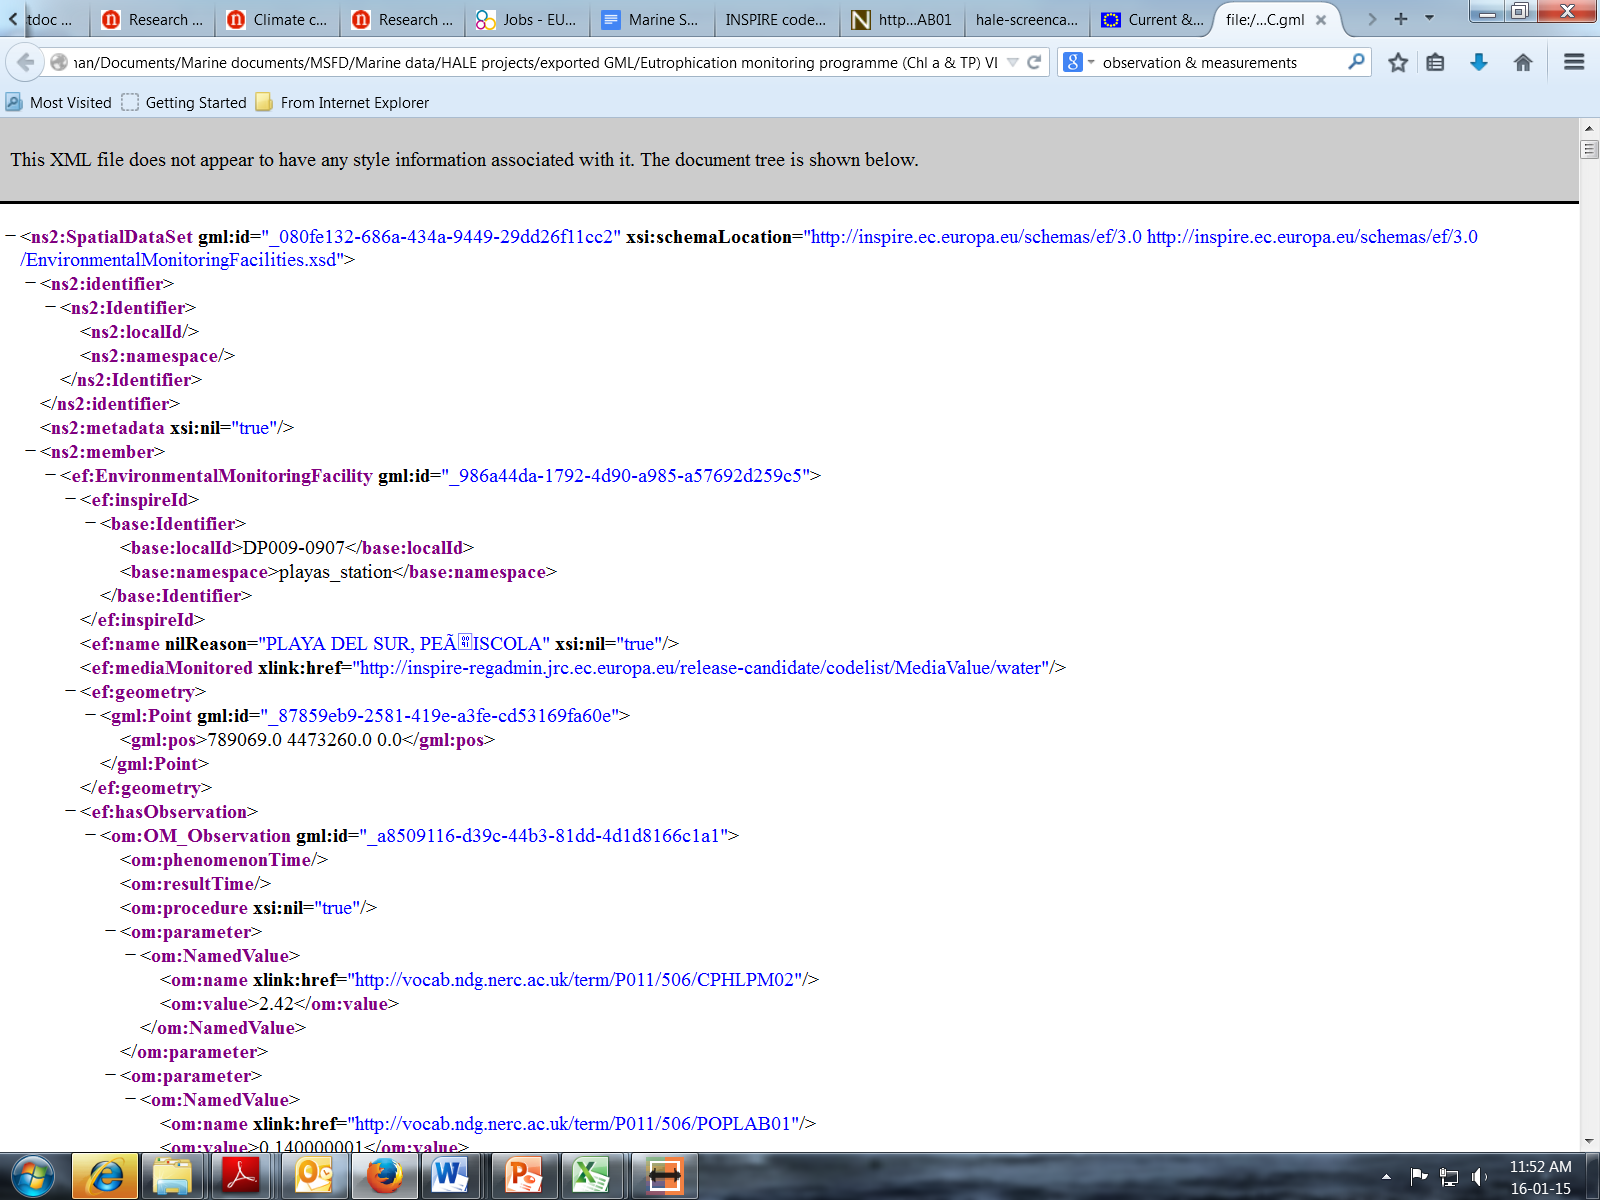 tdoc ...
Research ...
Climate c...
Research ...
Jobs - EU...
Marine S...
INSPIRE code...
http...AB01
hale-screenca...
Current &...
file:/...C.gml
nan/Documents/Marine documents/MSFD/Marine data/HALE projects/exported GML/Eutrophication monitoring programme (Chl a & TP) VI
observation & measurements
Most Visited
Getting Started
From Internet Explorer
This XML file does not appear to have any style information associated with it. The document tree is shown below.
−<ns2:SpatialDataSet gml:id="_080fe132-686a-434a-9449-29dd26f11cc2" xsi:schemaLocation="http://inspire.ec.europa.eu/schemas/ef/3.0 http://inspire.ec.europa.eu/schemas/ef/3.0
/EnvironmentalMonitoringFacilities.xsd">
−<ns2:identifier>
−<ns2:Identifier>
<ns2:localId/>
<ns2:namespace/>
</ns2:Identifier>
</ns2:identifier>
<ns2:metadata xsi:nil="true"/>
−<ns2:member>
−<ef:EnvironmentalMonitoringFacility gml:id="_986a44da-1792-4d90-a985-a57692d259c5">
−<ef:inspireId>
−<base:Identifier>
<base:localId>DP009-0907</base:localId>
<base:namespace>playas_station</base:namespace>
</base:Identifier>
</ef:inspireId>
<ef:name nilReason="PLAYA DEL SUR, PEÃISCOLA" xsi:nil="true"/>
<ef:mediaMonitored xlink:href="http://inspire-regadmin.jrc.ec.europa.eu/release-candidate/codelist/MediaValue/water"/>
−<ef:geometry>
−<gml:Point gml:id="_87859eb9-2581-419e-a3fe-cd53169fa60e">
<gml:pos>789069.0 4473260.0 0.0</gml:pos>
</gml:Point>
</ef:geometry>
−<ef:hasObservation>
−<om:OM_Observation gml:id="_a8509116-d39c-44b3-81dd-4d1d8166c1a1">
<om:phenomenonTime/>
<om:resultTime/>
<om:procedure xsi:nil="true"/>
−<om:parameter>
−<om:NamedValue>
<om:name xlink:href="http://vocab.ndg.nerc.ac.uk/term/P011/506/CPHLPM02"/>
<om:value>2.42</om:value>
</om:NamedValue>
</om:parameter>
−<om:parameter>
−<om:NamedValue>
<om:name xlink:href="http://vocab.ndg.nerc.ac.uk/term/P011/506/POPLAB01"/>
<om:value>0.140000001</om:value>
11:52 AM
16-01-15